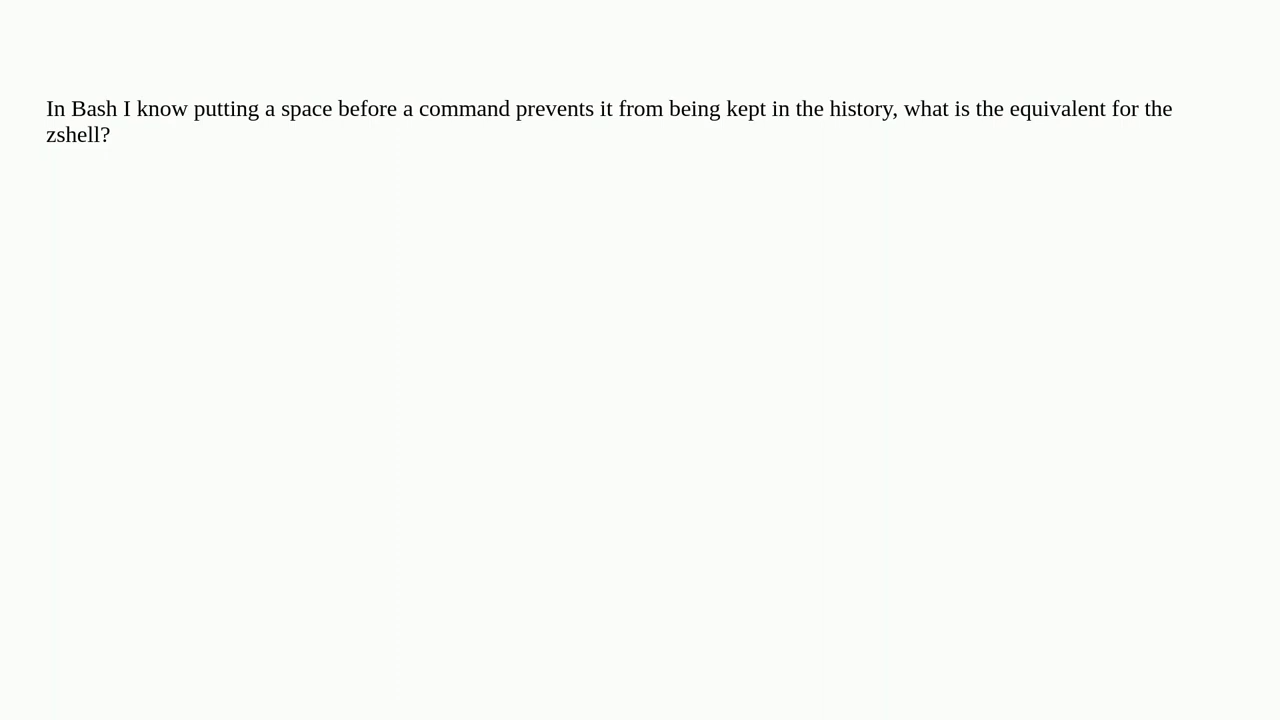 In Bash I know putting a space before a command prevents it from being kept in the history, what is the equivalent for the
zshell?